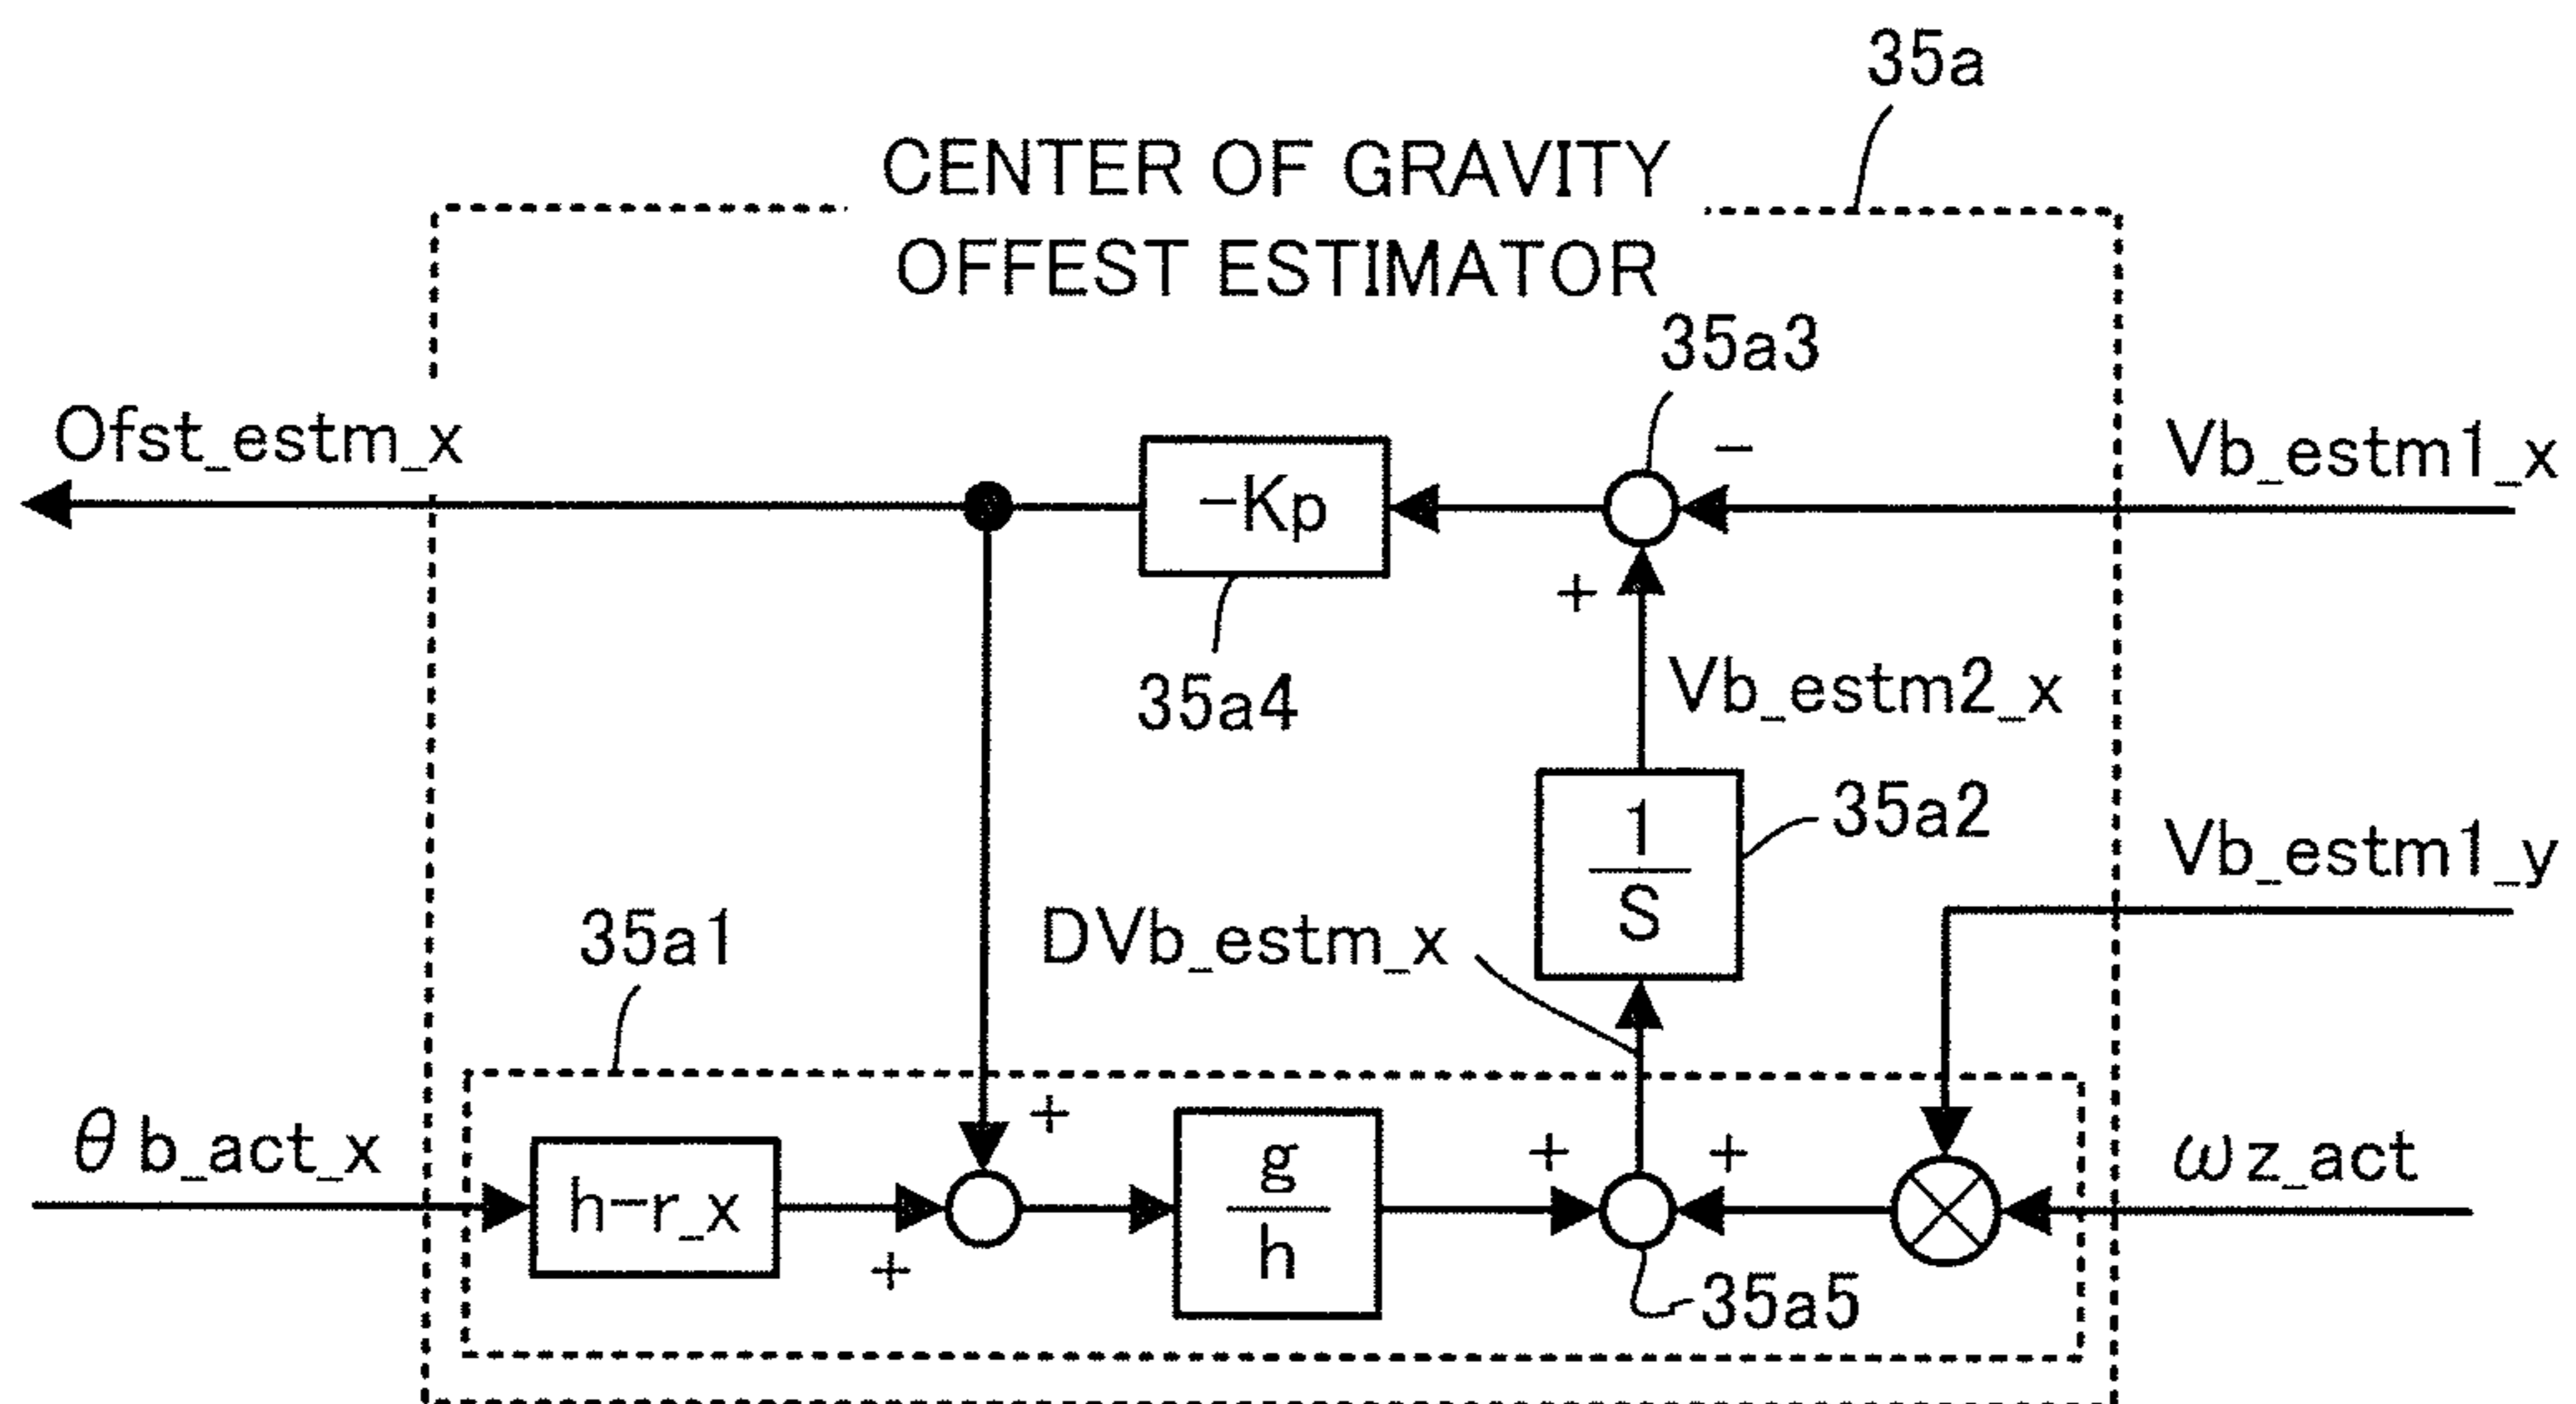 35a
CENTER OF GRAVITY
OFFEST ESTIMATOR
35a3
Ofst_estm_x
-Kp
-
Vb_estm1_x
+
35a4
Vb_estm2_x
1
S
35a2
Vb_estm1_y
35a1
DVb_estm_x
θb_act_x
h-r_x
+
+
g
h
+
+
ωz_act
35a5